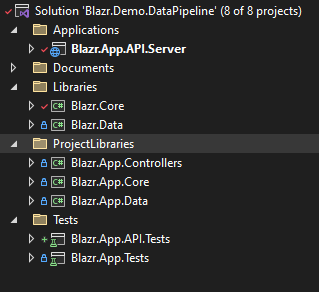 Solution 'Blazr.Demo.DataPipeline' (8 of 8 projects)
Applications
Blazr.App.API.Server
Documents
Libraries
C# Blazr.Core
C# Blazr.Data
ProjectLibraries
C# Blazr.App.Controllers
C# Blazr.App.Core
C# Blazr.App.Data
Tests
Blazr.App.API.Tests
Blazr.App.Tests